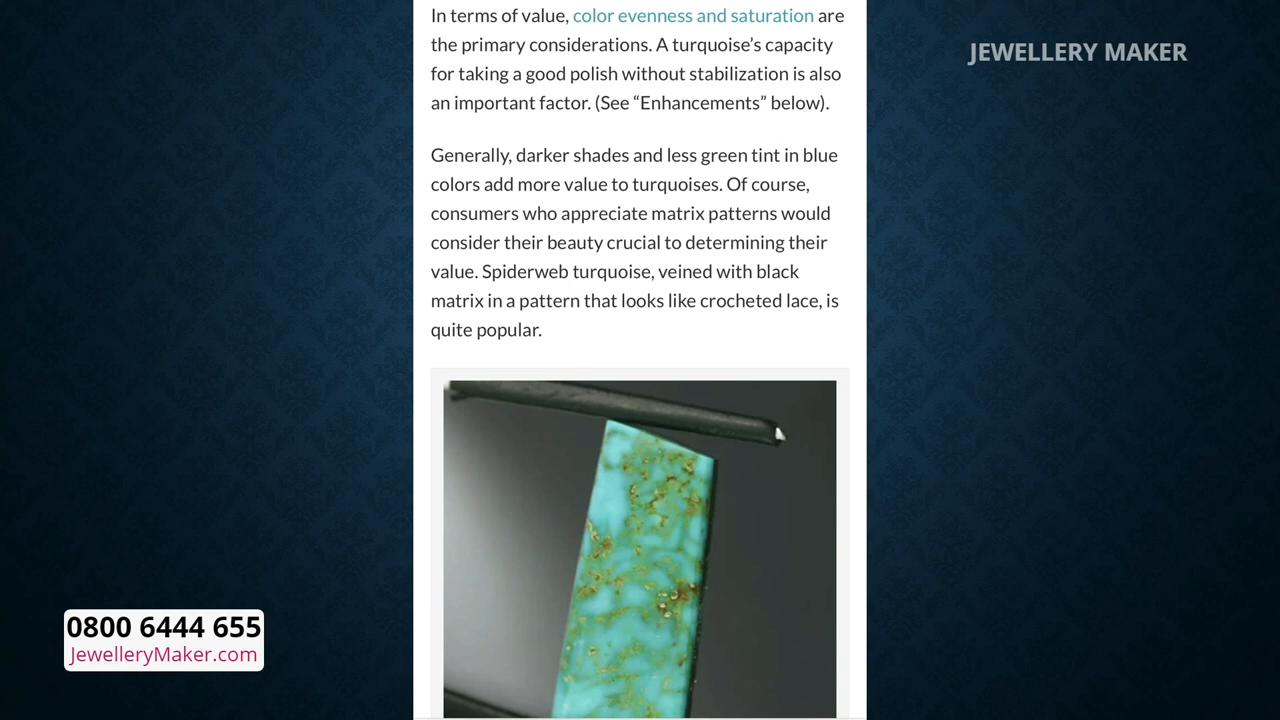 In terms of value, color evenness and saturation are
the primary considerations. A turquoise’s capacity
for taking a good polish without stabilization is also
an important factor. (See “Enhancements” below).
Generally, darker shades and less green tint in blue
colors add more value to turquoises. Of course,
consumers who appreciate matrix patterns would
consider their beauty crucial to determining their
value. Spiderweb turquoise, veined with black
matrix in a pattern that looks like crocheted lace, is
quite popular.
JEWELLERY MAKER
0800 6444 655
JewelleryMaker.com